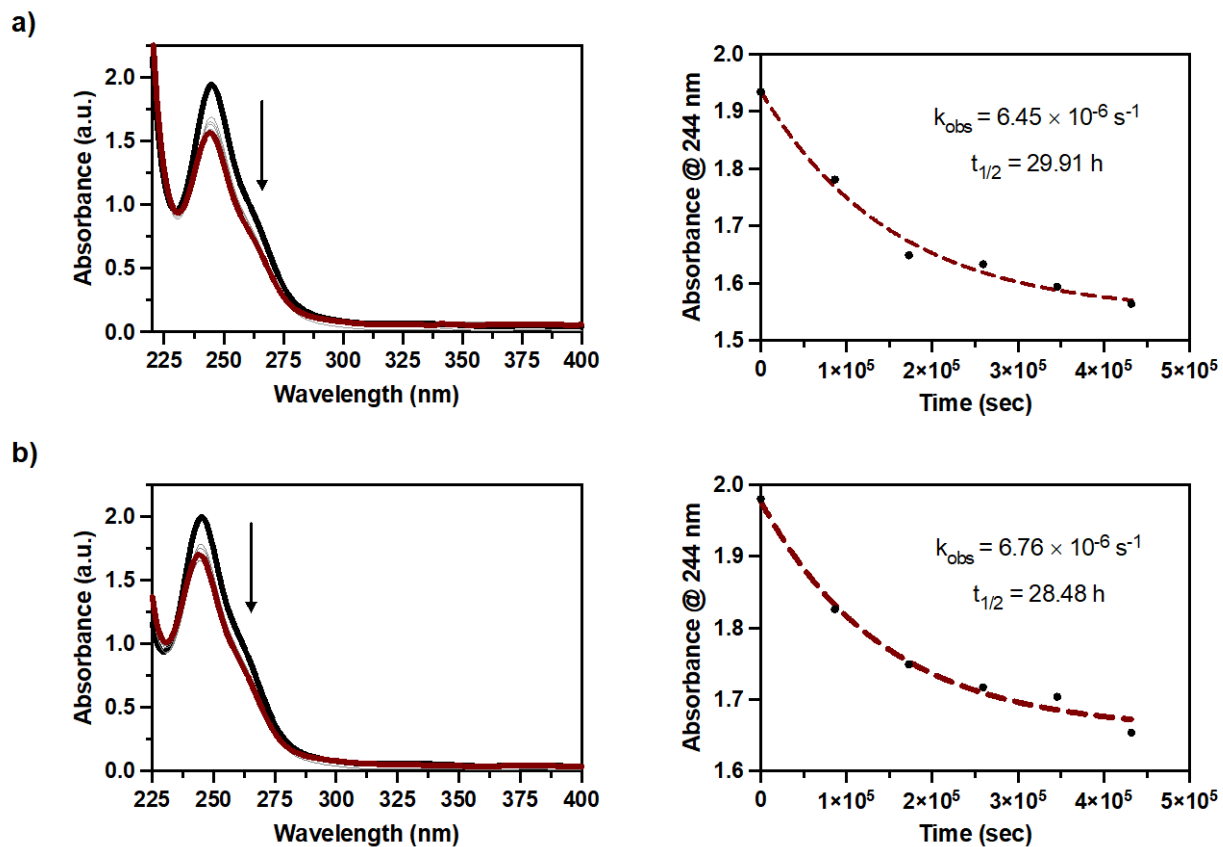 a)
2.0
1.5
1.0
0.5
0.0
Absorbance (a.u.)
225 250 275 300 325 350 375 400
Wavelength (nm)
2.0
1.9
1.8
1.7
1.6
1.5
Absorbance @ 244 nm
k_obs = 6.45 × 10⁻⁶ s⁻¹
t_1/2 = 29.91 h
0 1×10⁵ 2×10⁵ 3×10⁵ 4×10⁵ 5×10⁵
Time (sec)
b)
2.0
1.5
1.0
0.5
0.0
Absorbance (a.u.)
225 250 275 300 325 350 375 400
Wavelength (nm)
2.0
1.9
1.8
1.7
1.6
Absorbance @ 244 nm
k_obs = 6.76 × 10⁻⁶ s⁻¹
t_1/2 = 28.48 h
0 1×10⁵ 2×10⁵ 3×10⁵ 4×10⁵ 5×10⁵
Time (sec)